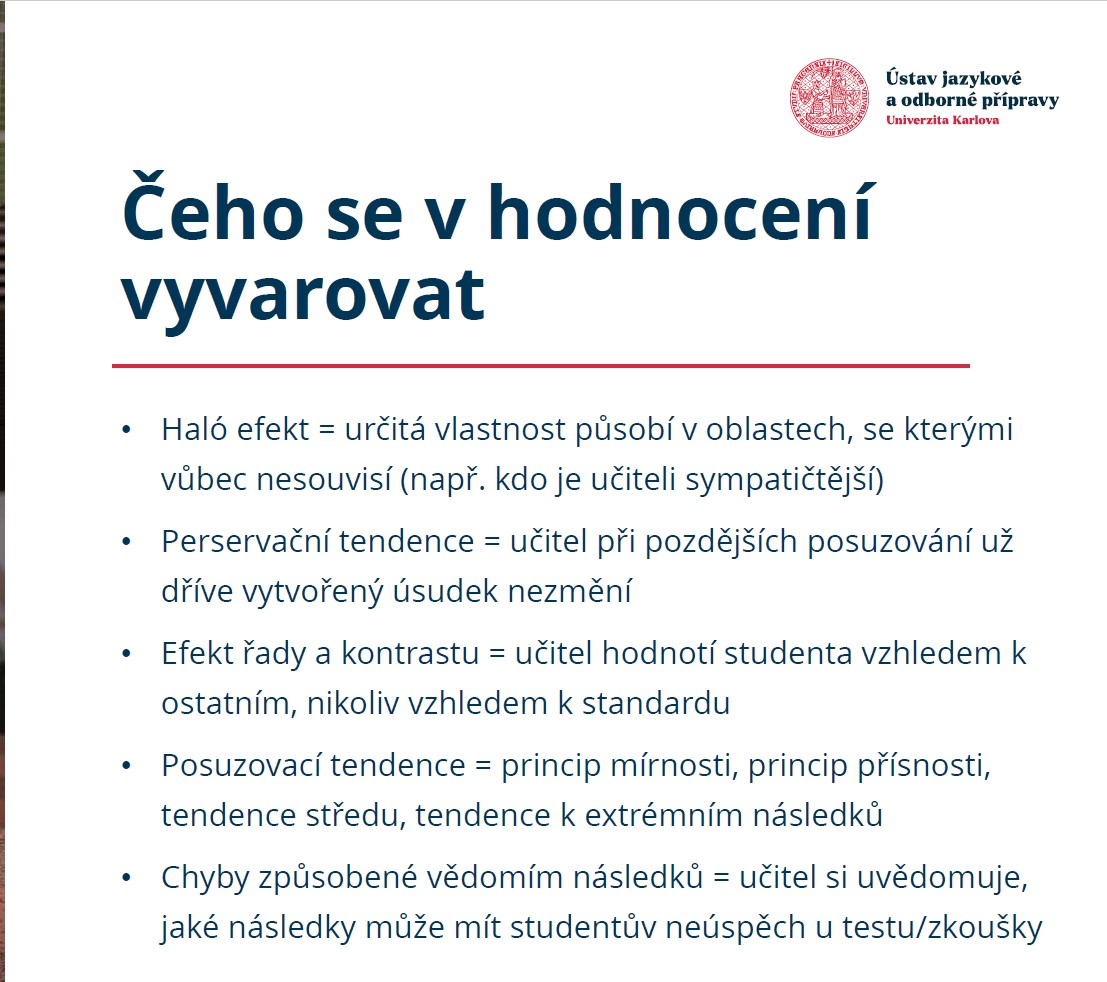 Ústav jazykové
a odborné přípravy
Univerzita Karlova
Čeho se v hodnocení
vyvarovat
• Haló efekt = určitá vlastnost působí v oblastech, se kterými
vůbec nesouvisí (např. kdo je učiteli sympatičtější)
• Perservační tendence = učitel při pozdějších posuzování už
dříve vytvořený úsudek nezmění
• Efekt řady a kontrastu = učitel hodnotí studenta vzhledem k
ostatním, nikoliv vzhledem k standardu
• Posuzovací tendence = princip mírnosti, princip přísnosti,
tendence středu, tendence k extrémním následků
• Chyby způsobené vědomím následků = učitel si uvědomuje,
jaké následky může mít studentův neúspěch u testu/zkoušky